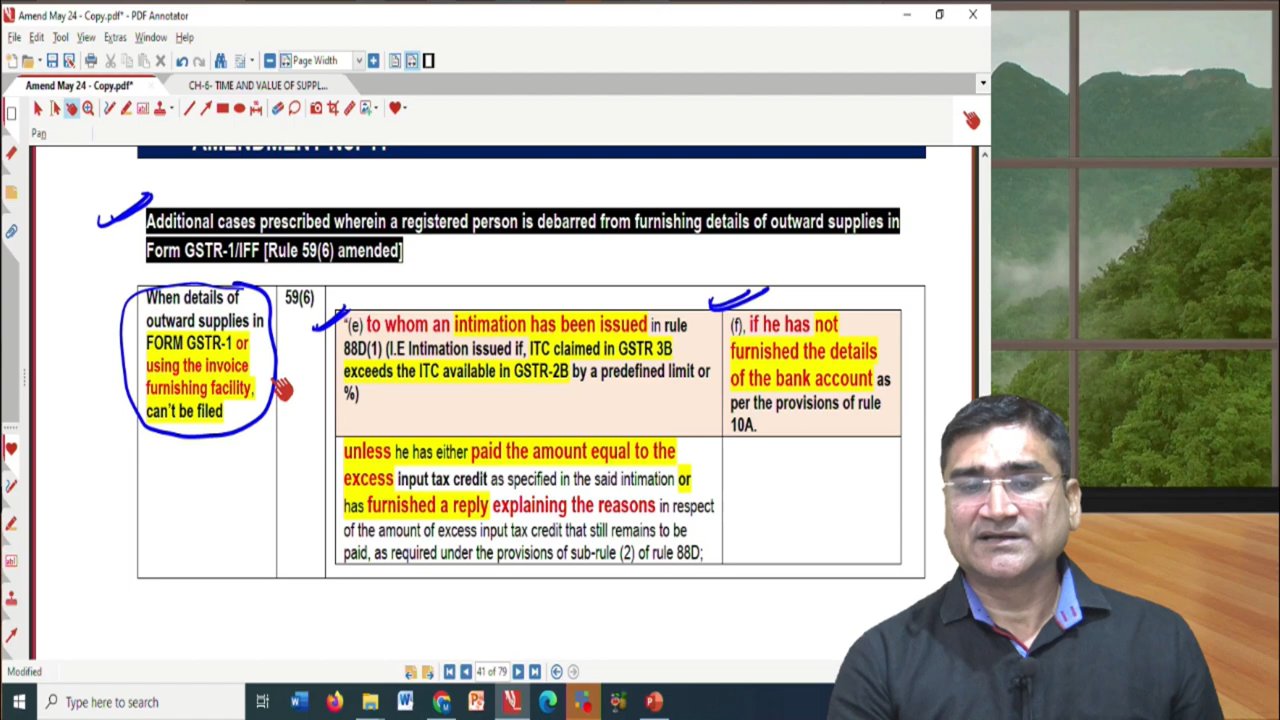 Amend May 24 - Copy.pdf* - PDF Annotator
File Edit Tool View Extras Window Help
Page Width
Amend May 24 - Copy.pdf*
CH-6- TIME AND VALUE OF SUPPL...
Pan
Additional cases prescribed wherein a registered person is debarred from furnishing details of outward supplies in
Form GSTR-1/IFF [Rule 59(6) amended]
When details of
outward supplies in
FORM GSTR-1 or
using the invoice
furnishing facility,
can't be filed
59(6)
"(e) to whom an intimation has been issued in rule
88D(1) (I.E Intimation issued if, ITC claimed in GSTR 3B
exceeds the ITC available in GSTR-2B by a predefined limit or
%)
(f), if he has not
furnished the details
of the bank account as
per the provisions of rule
10A.
unless he has either paid the amount equal to the
excess input tax credit as specified in the said intimation or
has furnished a reply explaining the reasons in respect
of the amount of excess input tax credit that still remains to be
paid, as required under the provisions of sub-rule (2) of rule 88D;
Modified
41 of 79
Type here to search